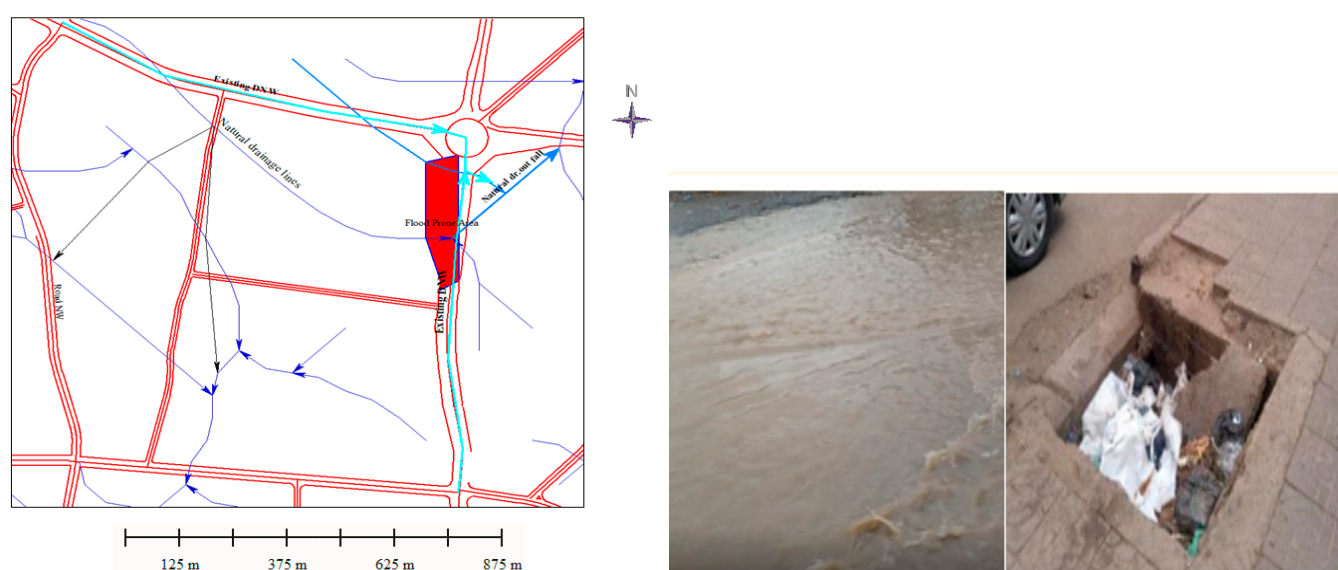 Existing DNW
Natural drainage lines
Natural dr.out fall
Flood Prone Area
Existing DNW
Road NW
N
125 m
375 m
625 m
875 m